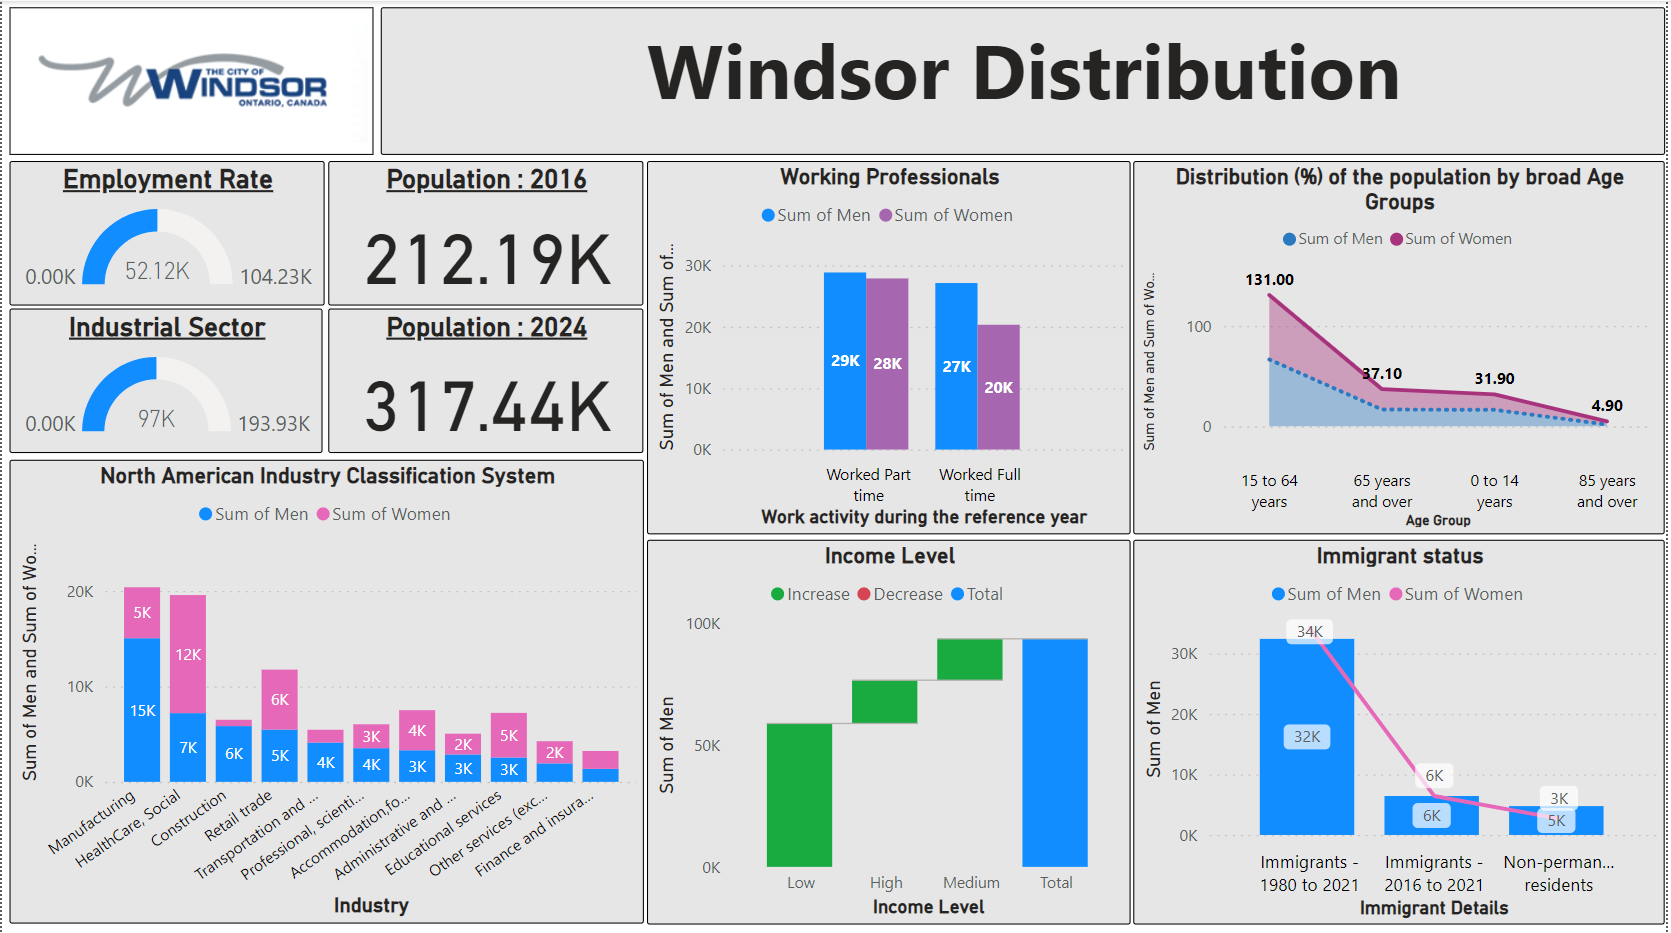 THE CITY OF
WINDSOR
ONTARIO, CANADA
Windsor Distribution
Employment Rate
52.12K
0.00K
104.23K
Population : 2016
212.19K
Industrial Sector
97K
0.00K
193.93K
Population : 2024
317.44K
Working Professionals
Sum of Men Sum of Women
Sum of Men and Sum of...
30K
20K
10K
0K
29K
28K
27K
20K
Worked Part
time
Worked Full
time
Work activity during the reference year
Distribution (%) of the population by broad Age
Groups
Sum of Men Sum of Women
Sum of Men and Sum of Wo...
100
0
131.00
37.10
31.90
4.90
15 to 64
years
65 years
and over
0 to 14
years
85 years
and over
Age Group
North American Industry Classification System
Sum of Men Sum of Women
Sum of Men and Sum of Wo...
20K
10K
0K
5K
15K
12K
7K
6K
6K
5K
4K
3K
4K
4K
3K
2K
3K
5K
3K
2K
Manufacturing
HealthCare, Social
Construction
Retail trade
Transportation and ...
Professional, scienti...
Accommodation,fo...
Administrative and ...
Educational services
Other services (exc...
Finance and insura...
Industry
Income Level
Increase Decrease Total
Sum of Men
100K
50K
0K
Low
High
Medium
Total
Income Level
Immigrant status
Sum of Men Sum of Women
Sum of Men
30K
20K
10K
0K
34K
32K
6K
6K
3K
5K
Immigrants -
1980 to 2021
Immigrants -
2016 to 2021
Non-perman...
residents
Immigrant Details